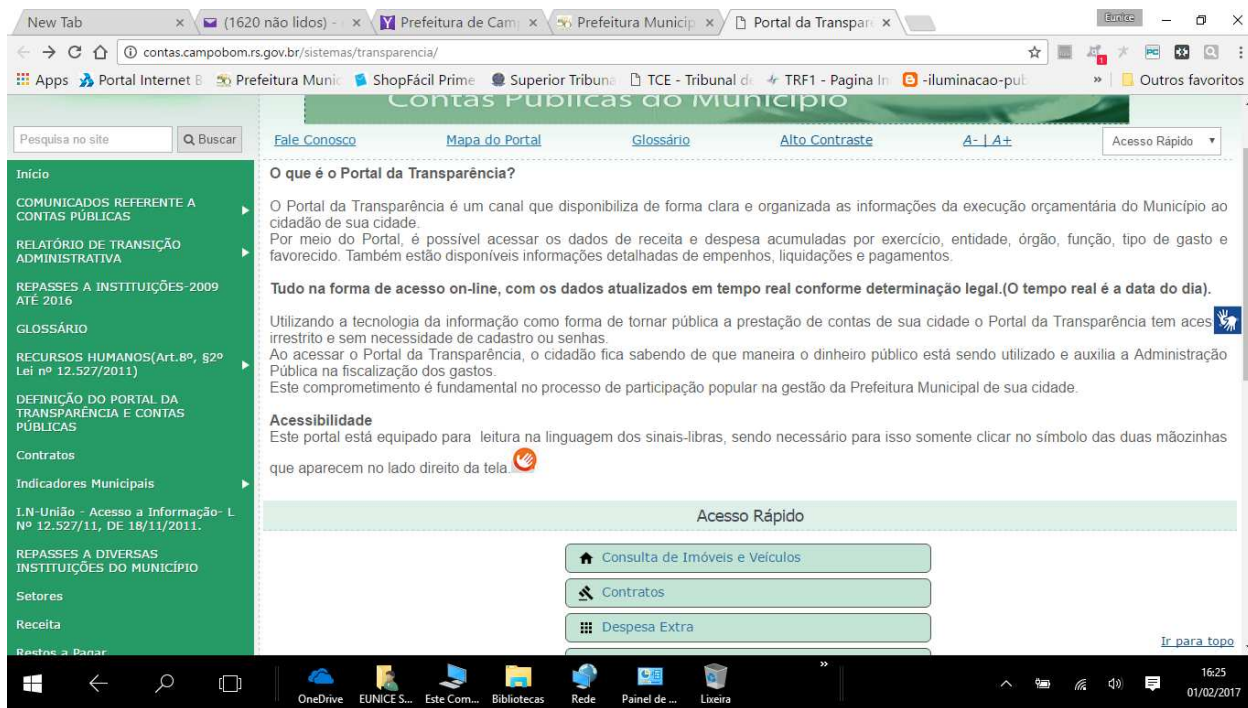 New Tab
(1620 não lidos) -
Prefeitura de Cam
Prefeitura Municip
Portal da Transpar
Eunice
contas.campobom.rs.gov.br/sistemas/transparencia/
Apps
Portal Internet B
Prefeitura Munic
ShopFácil Prime
Superior Tribuna
TCE - Tribunal de
TRF1 - Pagina In
-iluminacao-pub
»
Outros favoritos
Contas Públicas do Município
Pesquisa no site
Buscar
Fale Conosco
Mapa do Portal
Glossário
Alto Contraste
A- | A+
Acesso Rápido
Início
COMUNICADOS REFERENTE A
CONTAS PÚBLICAS
RELATÓRIO DE TRANSIÇÃO
ADMINISTRATIVA
REPASSES A INSTITUIÇÕES-2009
ATÉ 2016
GLOSSÁRIO
RECURSOS HUMANOS(Art.8º, §2º
Lei nº 12.527/2011)
DEFINIÇÃO DO PORTAL DA
TRANSPARÊNCIA E CONTAS
PÚBLICAS
Contratos
Indicadores Municipais
I.N-União - Acesso a Informação- L
Nº 12.527/11, DE 18/11/2011.
REPASSES A DIVERSAS
INSTITUIÇÕES DO MUNICÍPIO
Setores
Receita
Restos a Pagar
O que é o Portal da Transparência?
O Portal da Transparência é um canal que disponibiliza de forma clara e organizada as informações da execução orçamentária do Município ao
cidadão de sua cidade.
Por meio do Portal, é possível acessar os dados de receita e despesa acumuladas por exercício, entidade, órgão, função, tipo de gasto e
favorecido. Também estão disponíveis informações detalhadas de empenhos, liquidações e pagamentos.
Tudo na forma de acesso on-line, com os dados atualizados em tempo real conforme determinação legal.(O tempo real é a data do dia).
Utilizando a tecnologia da informação como forma de tornar pública a prestação de contas de sua cidade o Portal da Transparência tem aces
irrestrito e sem necessidade de cadastro ou senhas.
Ao acessar o Portal da Transparência, o cidadão fica sabendo de que maneira o dinheiro público está sendo utilizado e auxilia a Administração
Pública na fiscalização dos gastos.
Este comprometimento é fundamental no processo de participação popular na gestão da Prefeitura Municipal de sua cidade.
Acessibilidade
Este portal está equipado para leitura na linguagem dos sinais-libras, sendo necessário para isso somente clicar no símbolo das duas mãozinhas
que aparecem no lado direito da tela.
Acesso Rápido
Consulta de Imóveis e Veículos
Contratos
Despesa Extra
Ir para topo
OneDrive
EUNICE S...
Este Com...
Bibliotecas
Rede
Painel de ...
Lixeira
»
16:25
01/02/2017